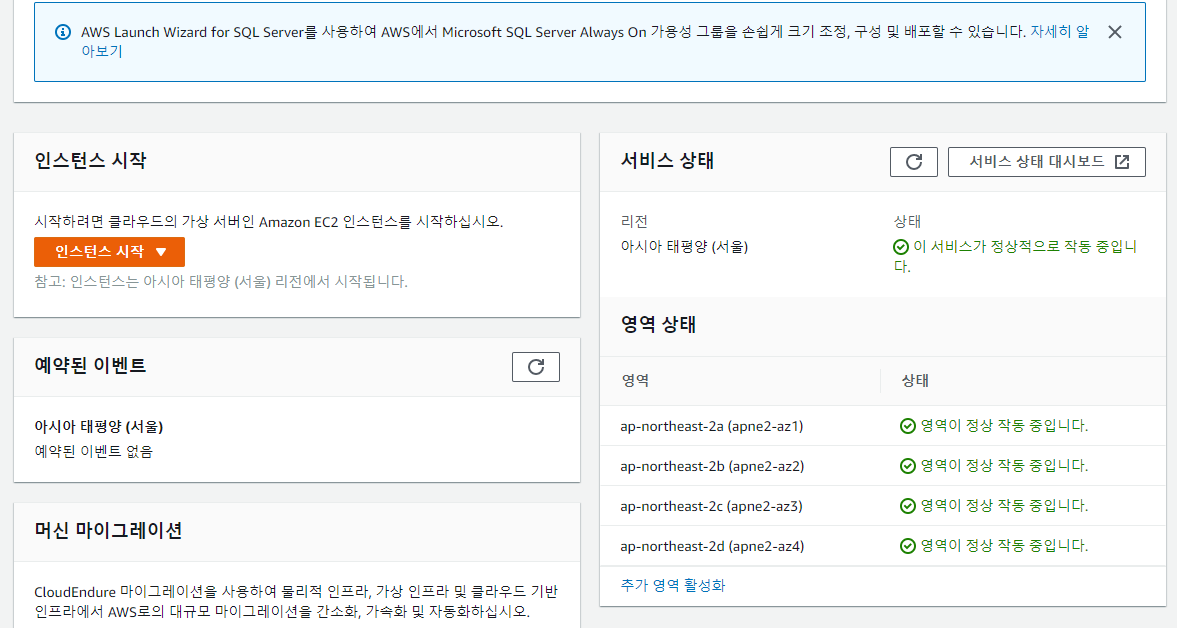 AWS Launch Wizard for SQL Server를 사용하여 AWS에서 Microsoft SQL Server Always On 가용성 그룹을 손쉽게 크기 조정, 구성 및 배포할 수 있습니다. 자세히 알
아보기
인스턴스 시작
시작하려면 클라우드의 가상 서버인 Amazon EC2 인스턴스를 시작하십시오.
인스턴스 시작
참고: 인스턴스는 아시아 태평양 (서울) 리전에서 시작됩니다.
예약된 이벤트
아시아 태평양 (서울)
예약된 이벤트 없음
머신 마이그레이션
CloudEndure 마이그레이션을 사용하여 물리적 인프라, 가상 인프라 및 클라우드 기반
인프라에서 AWS로의 대규모 마이그레이션을 간소화, 가속화 및 자동화하십시오.
서비스 상태
서비스 상태 대시보드
리전
상태
아시아 태평양 (서울)
이 서비스가 정상적으로 작동 중입니
다.
영역 상태
영역
상태
ap-northeast-2a (apne2-az1)
영역이 정상 작동 중입니다.
ap-northeast-2b (apne2-az2)
영역이 정상 작동 중입니다.
ap-northeast-2c (apne2-az3)
영역이 정상 작동 중입니다.
ap-northeast-2d (apne2-az4)
영역이 정상 작동 중입니다.
추가 영역 활성화